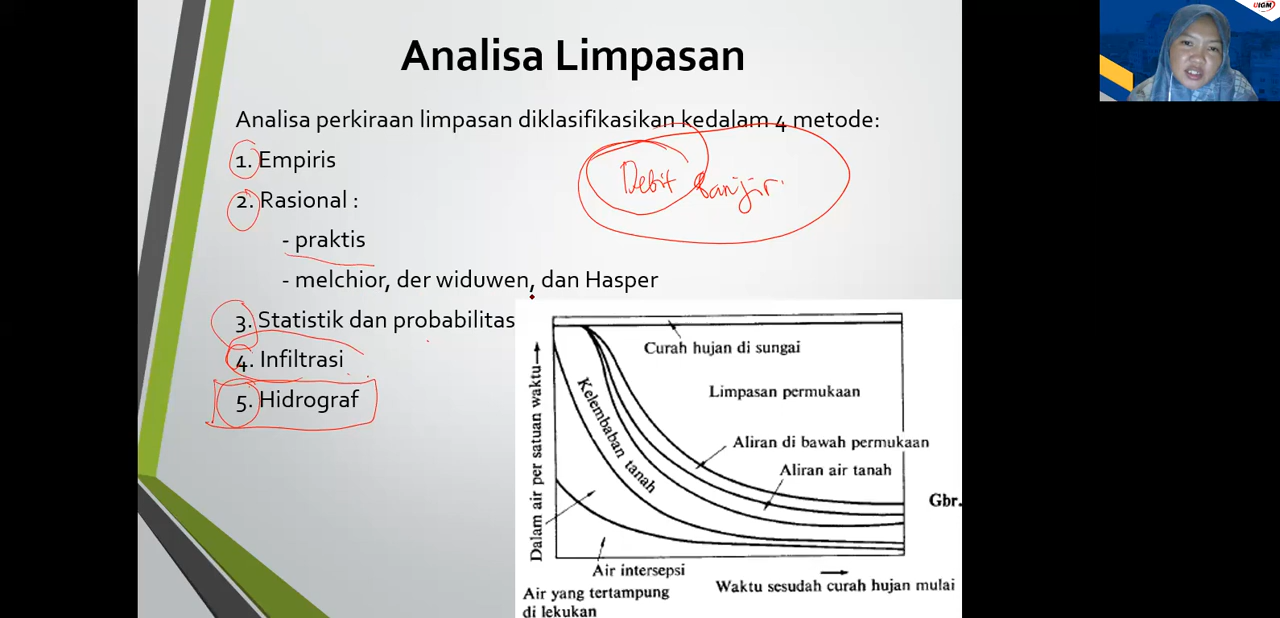 UIGM
Analisa Limpasan
Analisa perkiraan limpasan diklasifikasikan kedalam 4 metode:
1. Empiris
Debit banjir
2. Rasional :
- praktis
- melchior, der widuwen, dan Hasper
3. Statistik dan probabilitas
4. Infiltrasi
5. Hidrograf
Curah hujan di sungai
Limpasan permukaan
Kelembaban tanah
Aliran di bawah permukaan
Aliran air tanah
Gbr.
Dalam air per satuan waktu
Air intersepsi
Waktu sesudah curah hujan mulai
Air yang tertampung
di lekukan